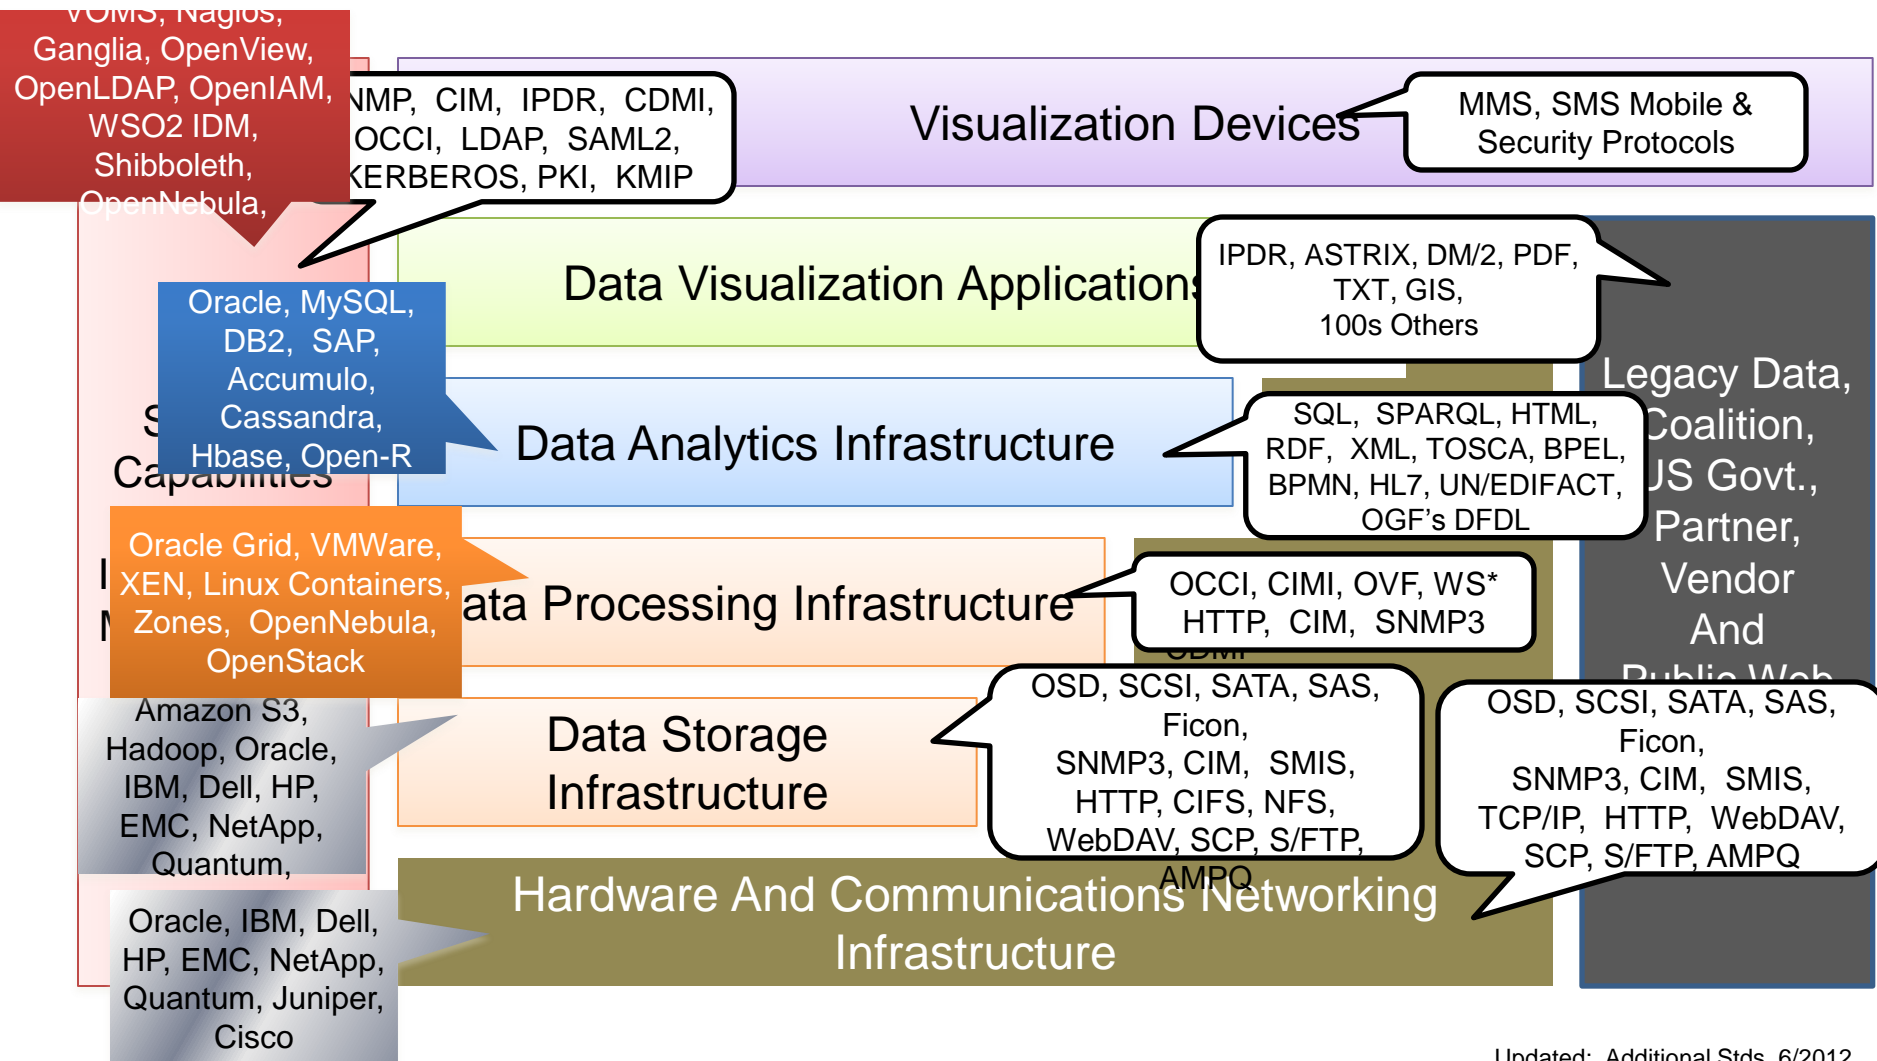 VOMS, Nagios,
Ganglia, OpenView,
OpenLDAP, OpenIAM,
WSO2 IDM,
Shibboleth,
OpenNebula,
NMP, CIM, IPDR, CDMI,
OCCI, LDAP, SAML2,
KERBEROS, PKI, KMIP
Visualization Devices
MMS, SMS Mobile &
Security Protocols
Data Visualization Applications
IPDR, ASTRIX, DM/2, PDF,
TXT, GIS,
100s Others
Oracle, MySQL,
DB2, SAP,
Accumulo,
Cassandra,
Hbase, Open-R
Capabilities
Data Analytics Infrastructure
SQL, SPARQL, HTML,
RDF, XML, TOSCA, BPEL,
BPMN, HL7, UN/EDIFACT,
OGF's DFDL
Legacy Data,
Coalition,
US Govt.,
Partner,
Vendor
And
Public Web
Oracle Grid, VMWare,
XEN, Linux Containers,
Zones, OpenNebula,
OpenStack
ata Processing Infrastructure
OCCI, CIMI, OVF, WS*
HTTP, CIM, SNMP3
CDMI
Amazon S3,
Hadoop, Oracle,
IBM, Dell, HP,
EMC, NetApp,
Quantum,
Data Storage
Infrastructure
OSD, SCSI, SATA, SAS,
Ficon,
SNMP3, CIM, SMIS,
HTTP, CIFS, NFS,
WebDAV, SCP, S/FTP,
AMPQ
OSD, SCSI, SATA, SAS,
Ficon,
SNMP3, CIM, SMIS,
TCP/IP, HTTP, WebDAV,
SCP, S/FTP, AMPQ
Oracle, IBM, Dell,
HP, EMC, NetApp,
Quantum, Juniper,
Cisco
Hardware And Communications Networking
Infrastructure
Updated: Additional Stds 6/2012